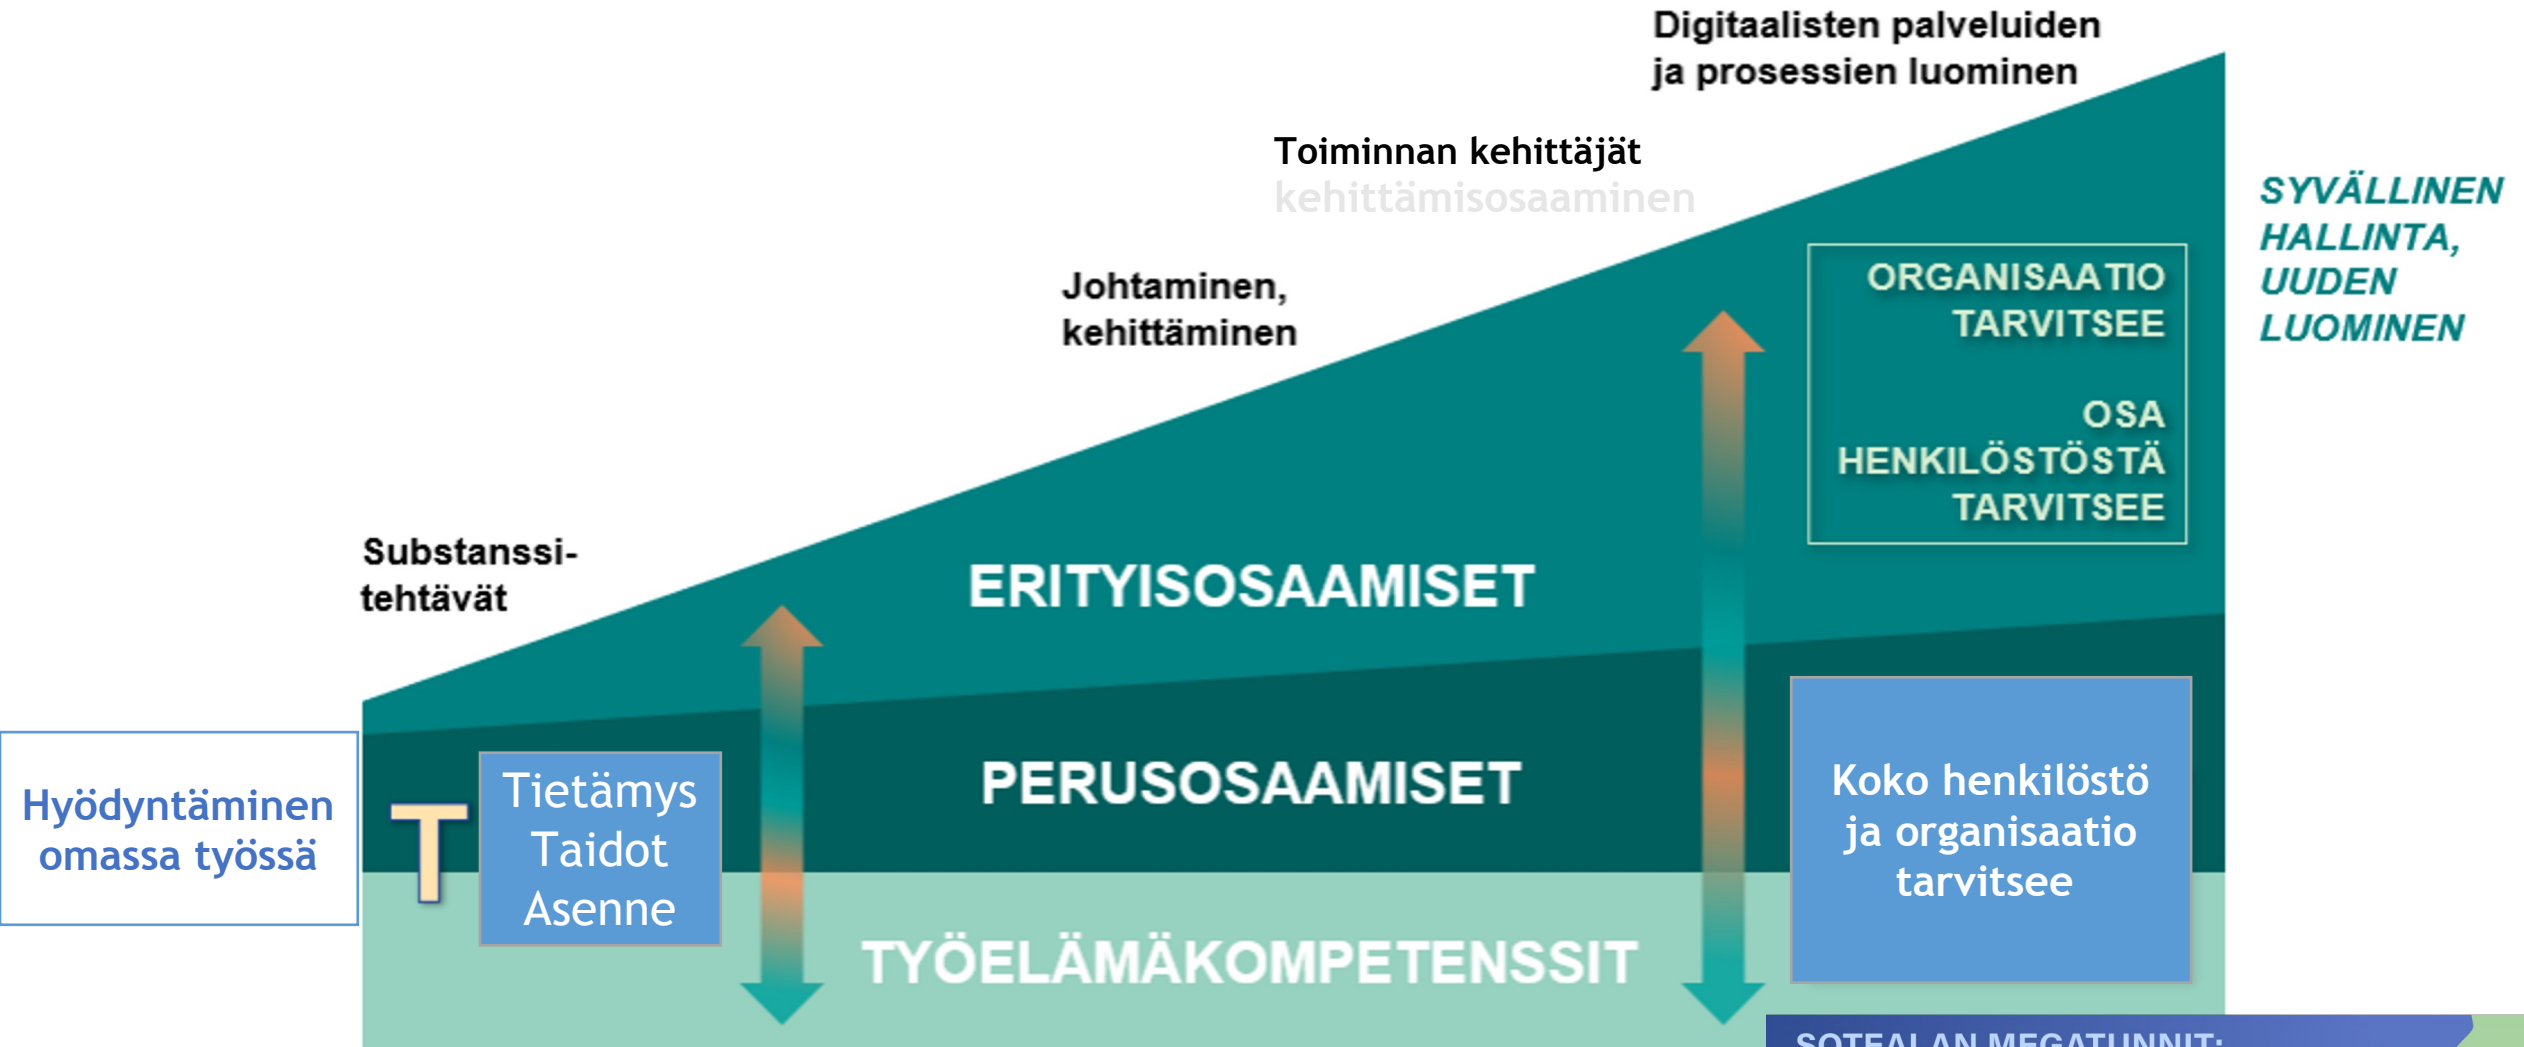 Digitaalisten palveluiden
ja prosessien luominen
Toiminnan kehittäjät
kehittämisosaaminen
SYVÄLLINEN
HALLINTA,
UUDEN
LUOMINEN
Johtaminen,
kehittäminen
ORGANISAATIO
TARVITSEE
OSA
HENKILÖSTÖSTÄ
TARVITSEE
Substanssi-
tehtävät
ERITYISOSAAMISET
Hyödyntäminen
omassa työssä
T
Tietämys
Taidot
Asenne
PERUSOSAAMISET
Koko henkilöstö
ja organisaatio
tarvitsee
TYÖELÄMÄKOMPETENSSIT
SOTEALAN MEGATUNNIT: